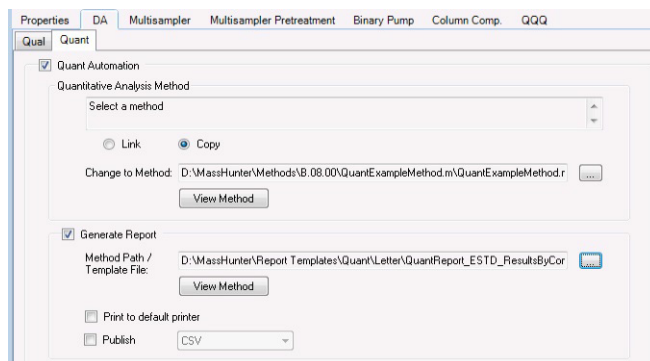 Properties DA Multisampler Multisampler Pretreatment Binary Pump Column Comp. QQQ
Qual Quant
Quant Automation
Quantitative Analysis Method
Select a method
Link Copy
Change to Method: D:\MassHunter\Methods\B.08.00\QuantExampleMethod.m\QuantExampleMethod.r ...
View Method
Generate Report
Method Path / D:\MassHunter\Report Templates\Quant\Letter\QuantReport_ESTD_ResultsByCor ...
Template File:
View Method
Print to default printer
Publish CSV